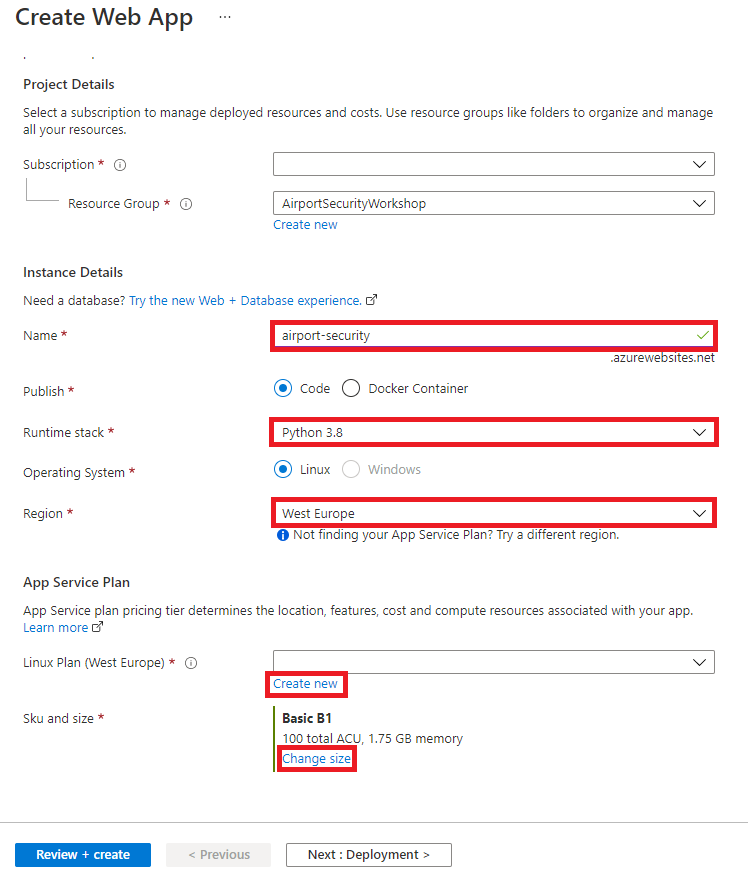 Create Web App ...
Project Details
Select a subscription to manage deployed resources and costs. Use resource groups like folders to organize and manage
all your resources.
Subscription *
Resource Group *
AirportSecurityWorkshop
Create new
Instance Details
Need a database? Try the new Web + Database experience.
Name *
airport-security
.azurewebsites.net
Publish *
Code
Docker Container
Runtime stack *
Python 3.8
Operating System *
Linux
Windows
Region *
West Europe
Not finding your App Service Plan? Try a different region.
App Service Plan
App Service plan pricing tier determines the location, features, cost and compute resources associated with your app.
Learn more
Linux Plan (West Europe) *
Create new
Sku and size *
Basic B1
100 total ACU, 1.75 GB memory
Change size
Review + create
< Previous
Next : Deployment >